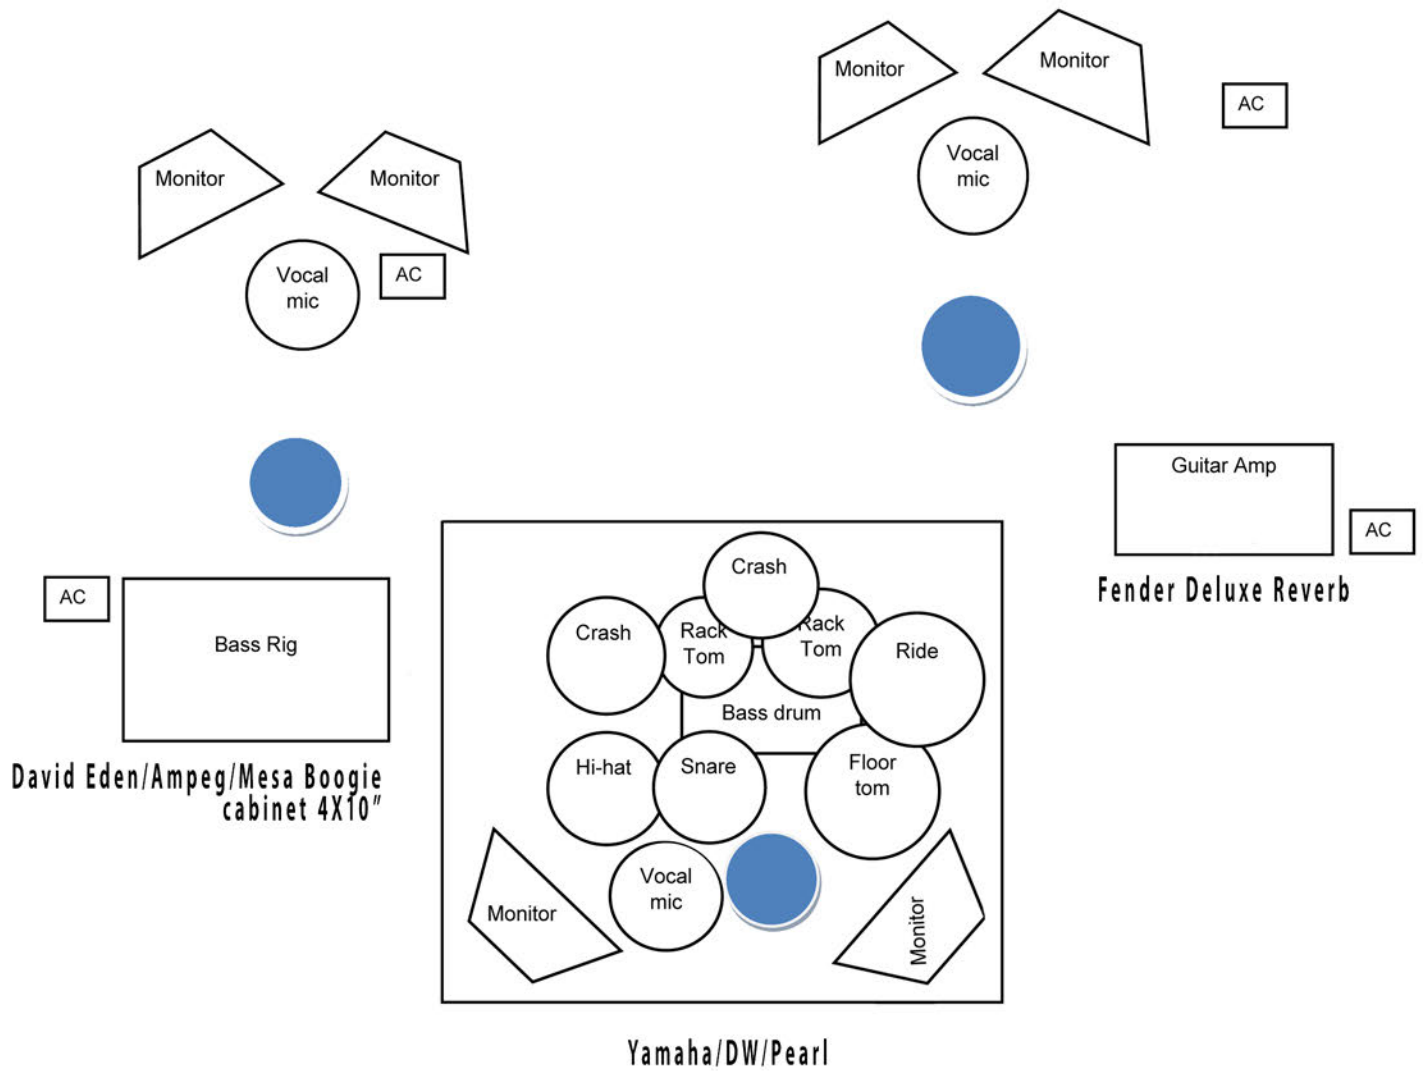 Monitor
Monitor
AC
Vocal
mic
Monitor
Monitor
Vocal
mic
AC
Guitar Amp
AC
Fender Deluxe Reverb
AC
Bass Rig
David Eden/Ampeg/Mesa Boogie
cabinet 4X10”
Crash
Crash
Rack
Tom
Rack
Tom
Ride
Bass drum
Hi-hat
Snare
Floor
tom
Vocal
mic
Monitor
Monitor
Yamaha/DW/Pearl